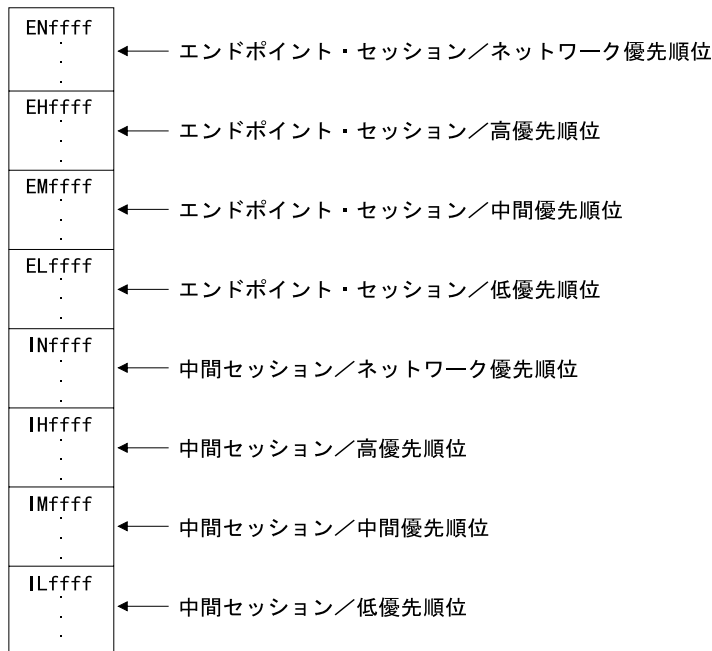 ENffff
エンドポイント・セッション/ネットワーク優先順位
EHffff
エンドポイント・セッション/高優先順位
EMffff
エンドポイント・セッション/中間優先順位
ELffff
エンドポイント・セッション/低優先順位
INffff
中間セッション/ネットワーク優先順位
IHffff
中間セッション/高優先順位
IMffff
中間セッション/中間優先順位
ILffff
中間セッション/低優先順位